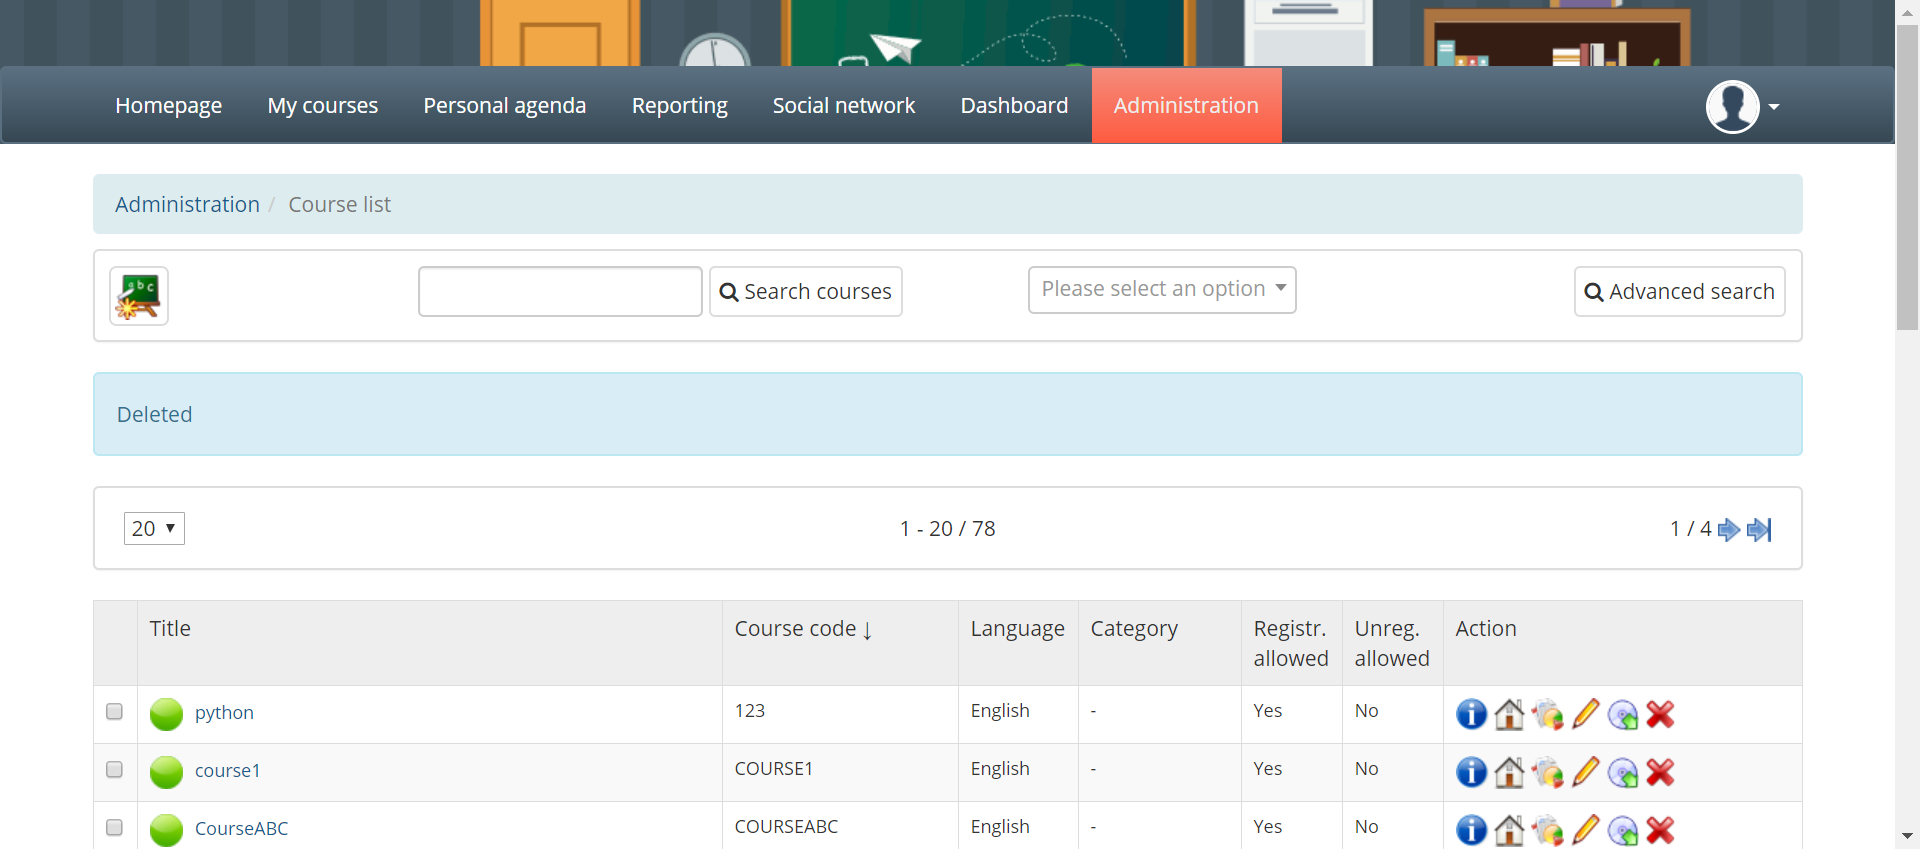 Homepage My courses Personal agenda Reporting Social network Dashboard Administration
Administration / Course list
abc
Search courses Please select an option Advanced search
Deleted
20 1 - 20 / 78 1 / 4
Title Course code ↓ Language Category Registr. allowed Unreg. allowed Action
python 123 English - Yes No
course1 COURSE1 English - Yes No
CourseABC COURSEABC English - Yes No